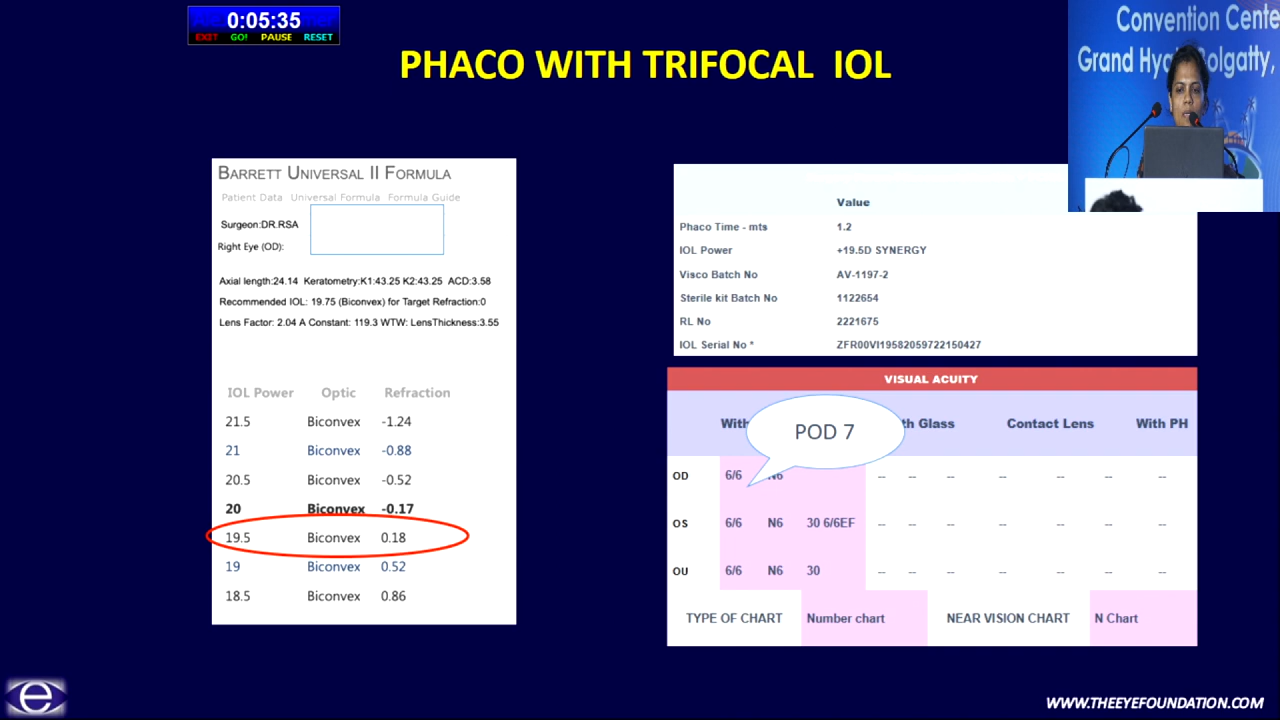 0:05:35
EXIT GO! PAUSE RESET
PHACO WITH TRIFOCAL IOL
Convention Cente
Grand Hya Bolgatty,
BARRETT UNIVERSAL II FORMULA
Patient Data Universal Formula Formula Guide
Surgeon:DR.RSA
Right Eye (OD):
Axial length:24.14 Keratometry:K1:43.25 K2:43.25 ACD:3.58
Recommended IOL: 19.75 (Biconvex) for Target Refraction:0
Lens Factor: 2.04 A Constant: 119.3 WTW: LensThickness:3.55
IOL Power Optic Refraction
21.5 Biconvex -1.24
21 Biconvex -0.88
20.5 Biconvex -0.52
20 Biconvex -0.17
19.5 Biconvex 0.18
19 Biconvex 0.52
18.5 Biconvex 0.86
Value
Phaco Time - mts 1.2
IOL Power +19.5D SYNERGY
Visco Batch No AV-1197-2
Sterile kit Batch No 1122654
RL No 2221675
IOL Serial No * ZFR00VI19582059722150427
VISUAL ACUITY
With th Glass Contact Lens With PH
POD 7
OD 6/6 N6 -- -- -- -- -- -- --
OS 6/6 N6 30 6/6EF -- -- -- -- -- -- --
OU 6/6 N6 30 -- -- -- -- -- -- --
TYPE OF CHART Number chart NEAR VISION CHART N Chart
e
WWW.THEEYEFOUNDATION.COM